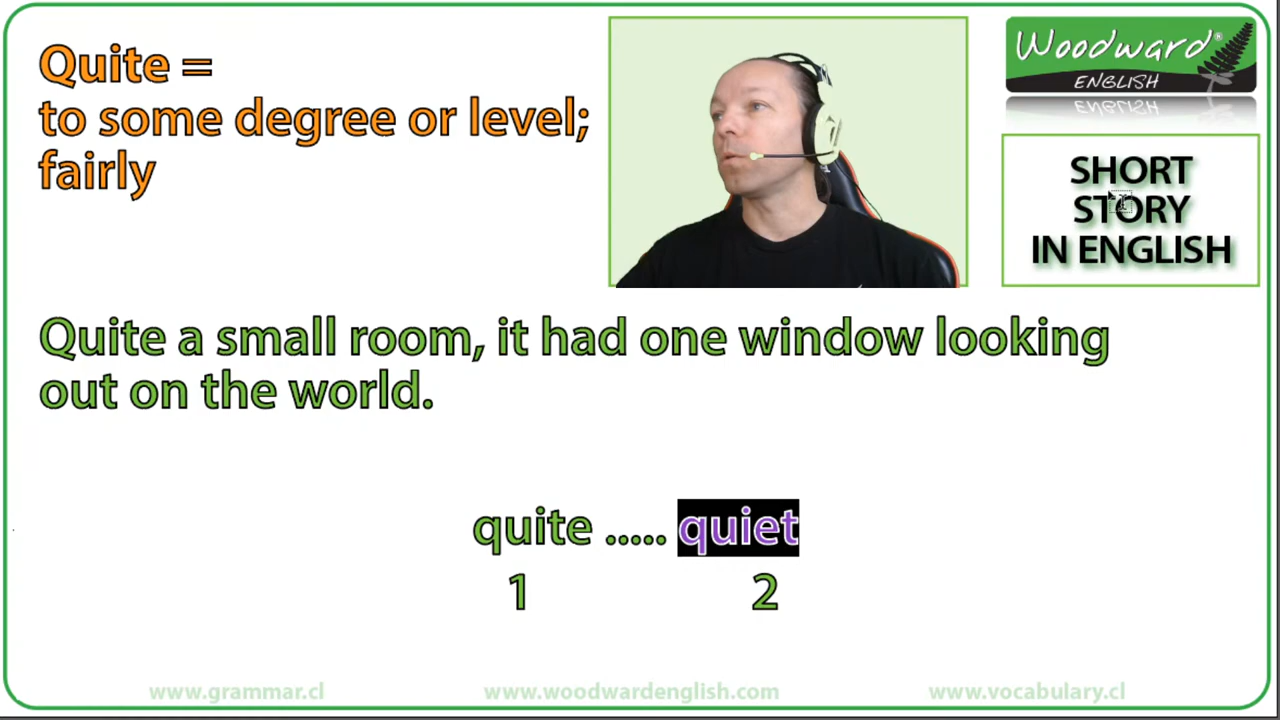 Quite =
to some degree or level;
fairly
Woodward®
ENGLISH
SHORT
STORY
IN ENGLISH
Quite a small room, it had one window looking
out on the world.
quite ..... quiet
1 2
www.grammar.cl www.woodwardenglish.com www.vocabulary.cl